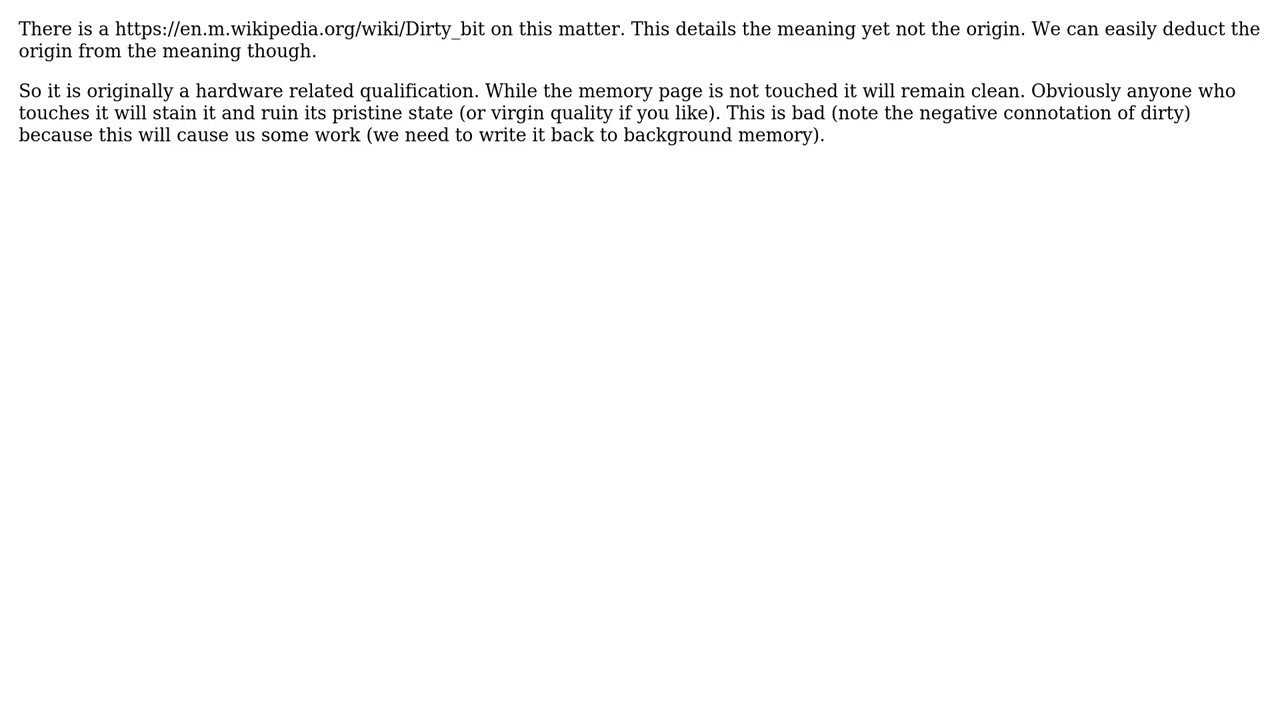 There is a https://en.m.wikipedia.org/wiki/Dirty_bit on this matter. This details the meaning yet not the origin. We can easily deduct the
origin from the meaning though.
So it is originally a hardware related qualification. While the memory page is not touched it will remain clean. Obviously anyone who
touches it will stain it and ruin its pristine state (or virgin quality if you like). This is bad (note the negative connotation of dirty)
because this will cause us some work (we need to write it back to background memory).